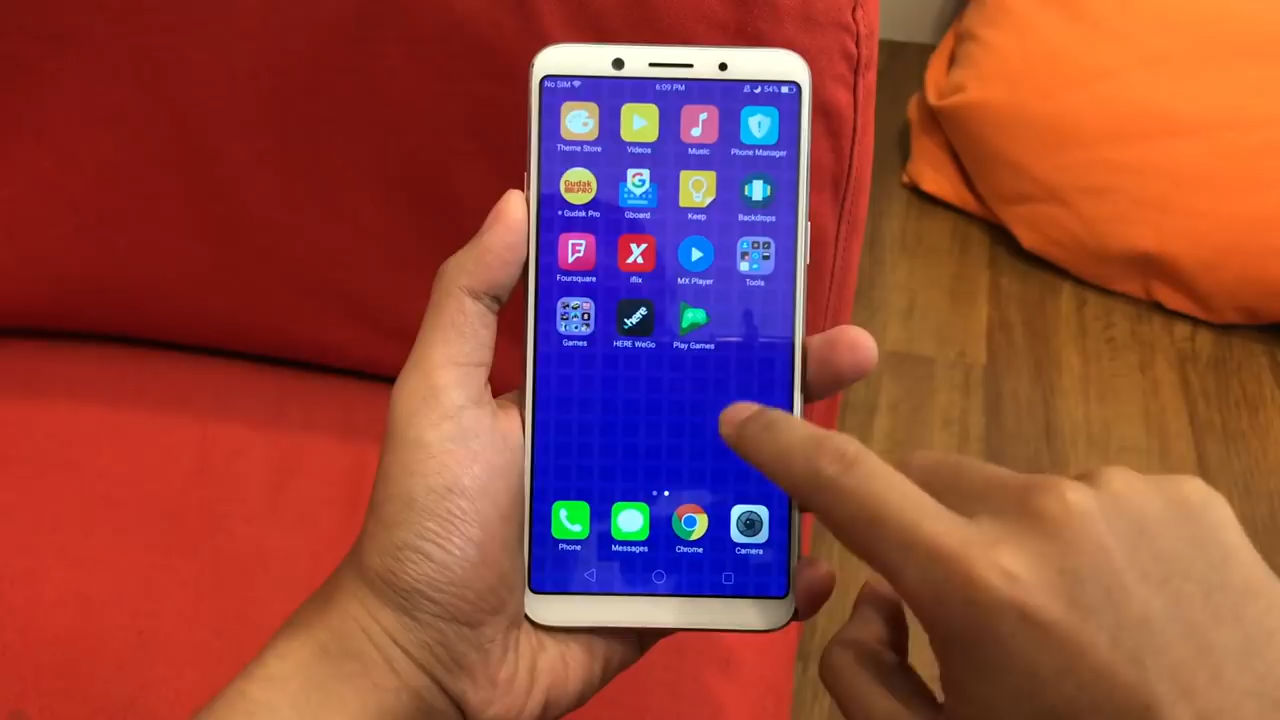 No SIM 6:09 PM 54%
Theme Store Videos Music Phone Manager
Gudak PRO
Gudak Pro Gboard Keep Backdrops
Foursquare iflix MX Player Tools
here
Games HERE WeGo Play Games
Phone Messages Chrome Camera